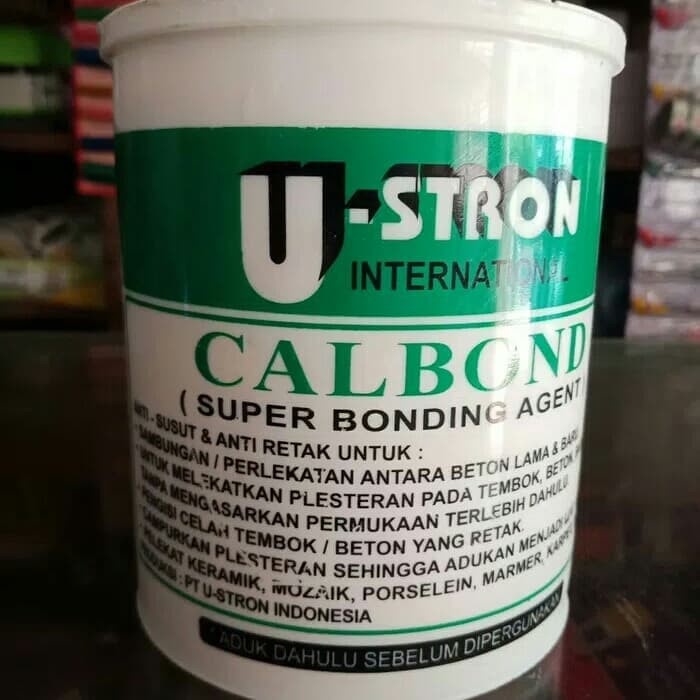 U-STRON
INTERNATIONAL
CALBOND
( SUPER BONDING AGENT
ANTI - SUSUT & ANTI RETAK UNTUK :
- SAMBUNGAN / PERLEKATAN ANTARA BETON LAMA & BARU
- UNTUK MELEKATKAN PLESTERAN PADA TEMBOK, BETON
TANPA MENGASARKAN PERMUKAAN TERLEBIH DAHULU.
- PENGISI CELAH TEMBOK / BETON YANG RETAK.
- CAMPURKAN PLESTERAN SEHINGGA ADUKAN MENJADI
- PELEKAT KERAMIK, MOZAIK, PORSELEIN, MARMER,
PRODUKSI : PT U-STRON INDONESIA
* ADUK DAHULU SEBELUM DIPERGUNAKAN